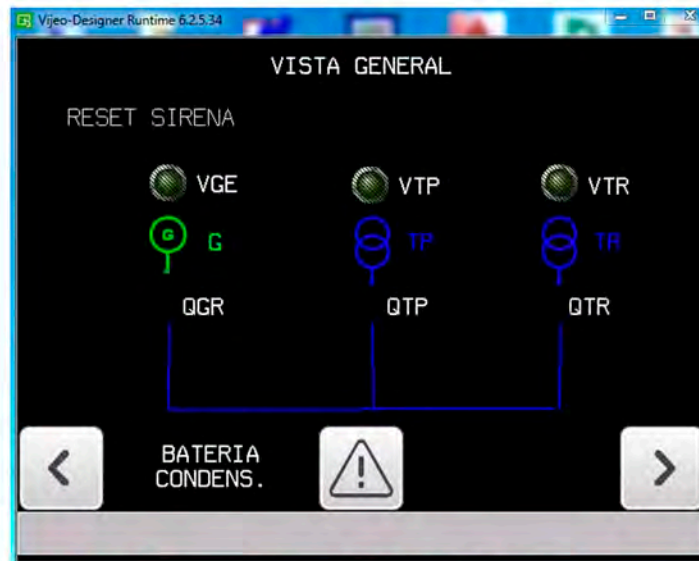 Vijeo-Designer Runtime 6.2.5.34
VISTA GENERAL
RESET SIRENA
VGE VTP VTR
G G TP TR
QGR QTP QTR
BATERIA
CONDENS.